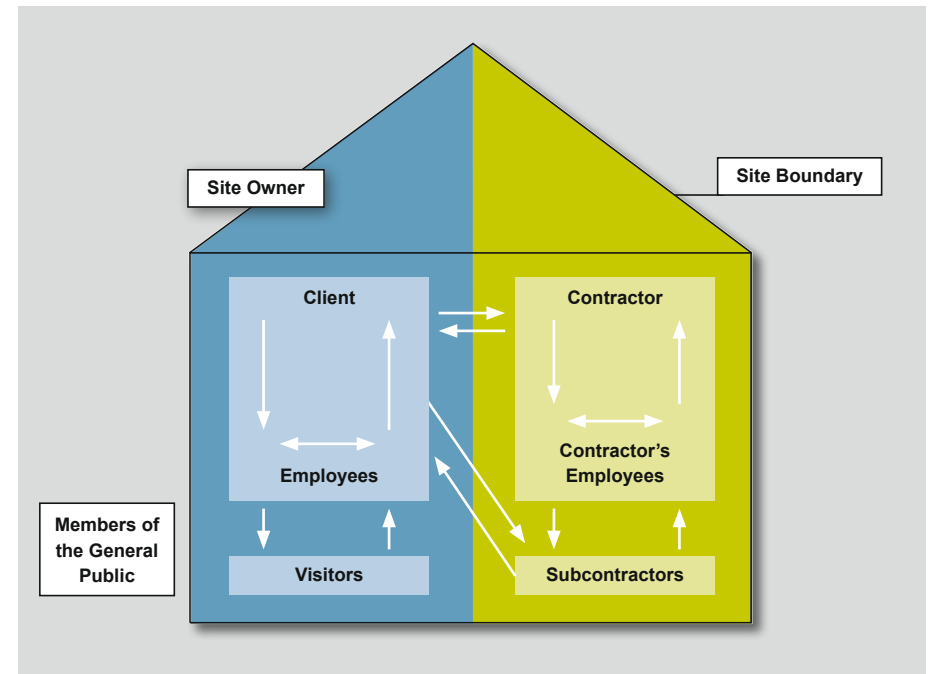 Site Owner
Site Boundary
Client
Contractor
Employees
Contractor’s
Employees
Members of
the General
Public
Visitors
Subcontractors